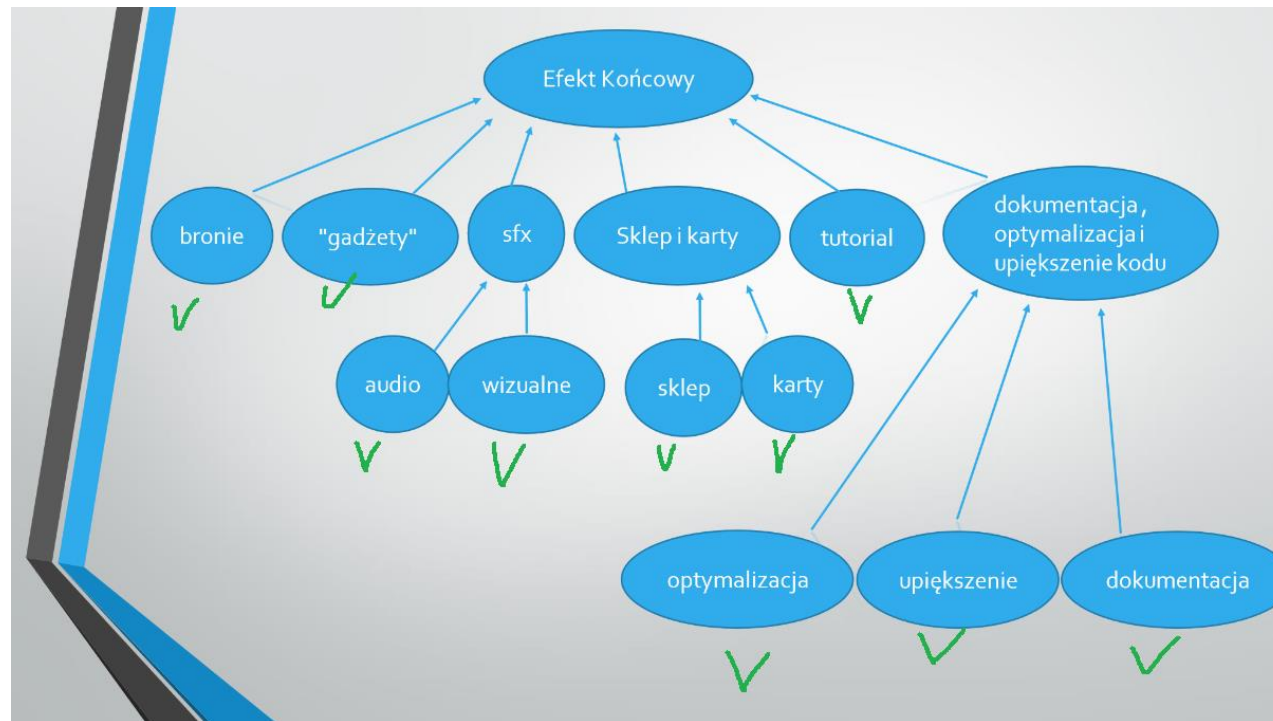 Efekt Końcowy
bronie
"gadżety"
sfx
Sklep i karty
tutorial
dokumentacja,
optymalizacja i
upiększenie kodu
audio
wizualne
sklep
karty
optymalizacja
upiększenie
dokumentacja